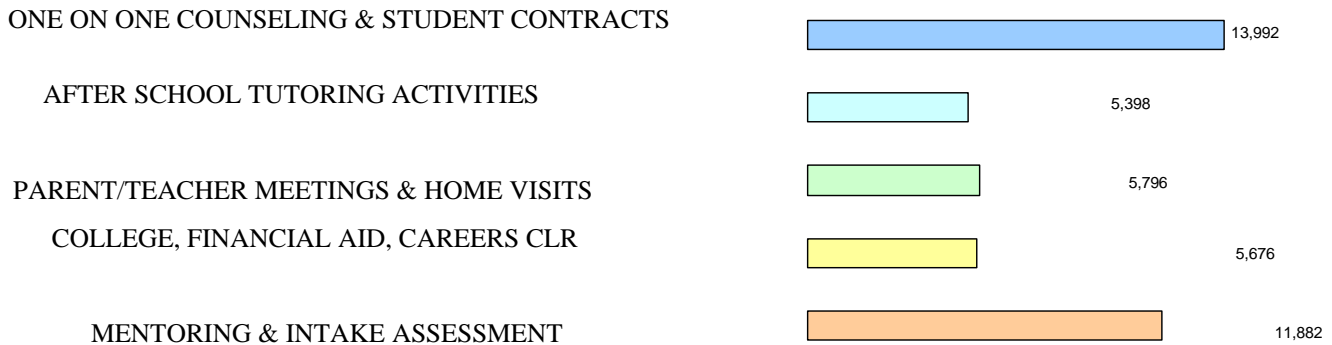 ONE ON ONE COUNSELING & STUDENT CONTRACTS 13,992
AFTER SCHOOL TUTORING ACTIVITIES 5,398
PARENT/TEACHER MEETINGS & HOME VISITS 5,796
COLLEGE, FINANCIAL AID, CAREERS CLR 5,676
MENTORING & INTAKE ASSESSMENT 11,882